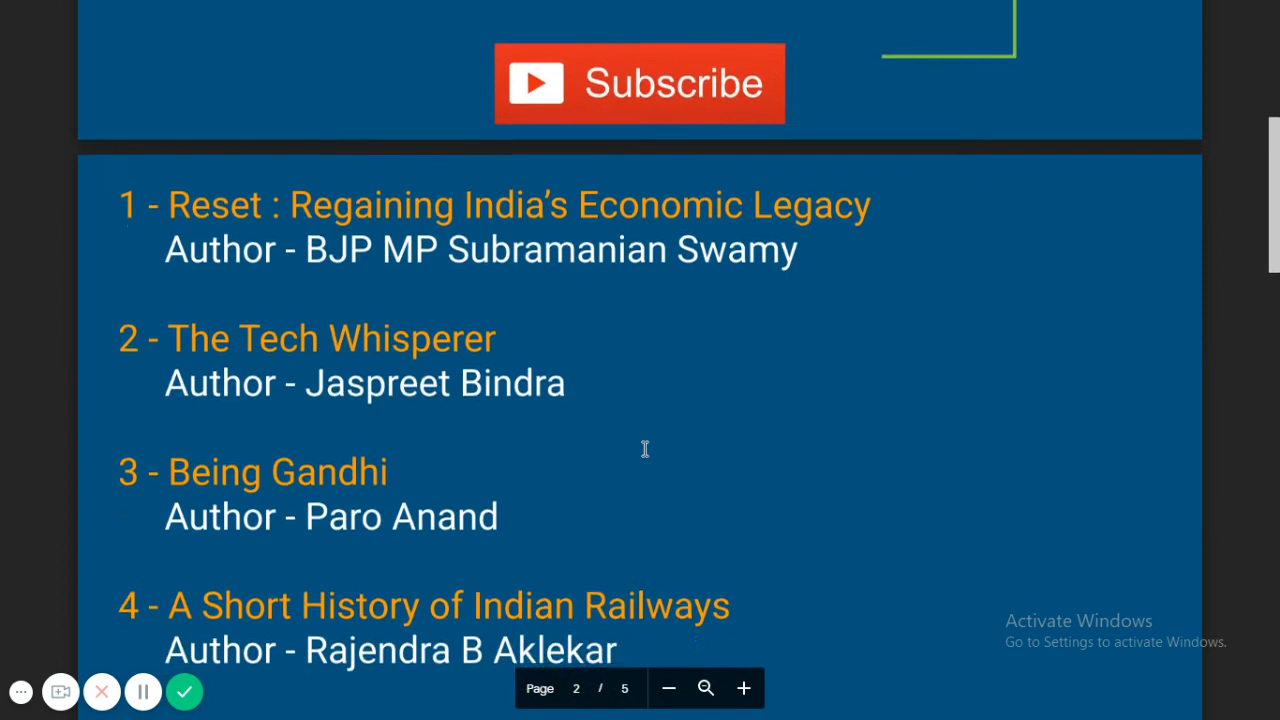 Subscribe
1 - Reset : Regaining India’s Economic Legacy
Author - BJP MP Subramanian Swamy
2 - The Tech Whisperer
Author - Jaspreet Bindra
3 - Being Gandhi
Author - Paro Anand
4 - A Short History of Indian Railways
Author - Rajendra B Aklekar
Activate Windows
Go to Settings to activate Windows.
Page 2 / 5